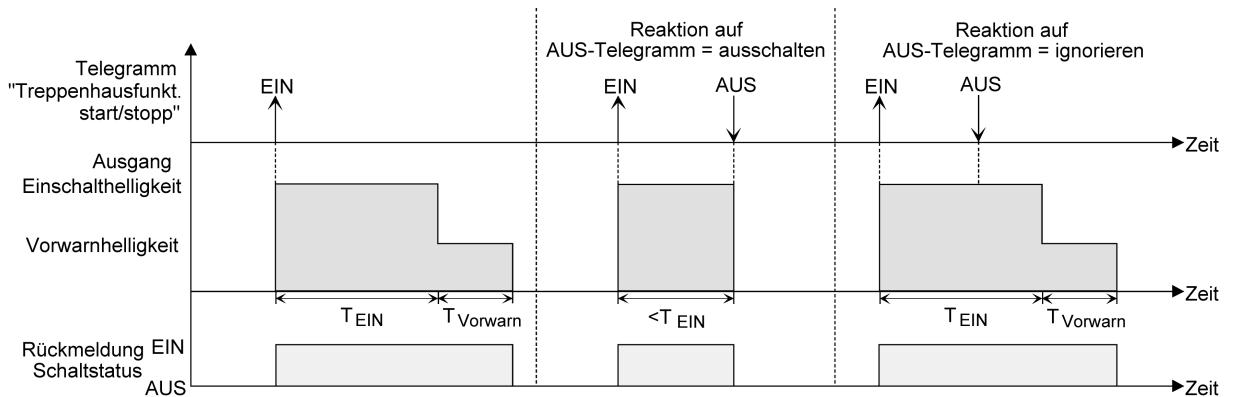 Reaktion auf
AUS-Telegramm = ausschalten
Reaktion auf
AUS-Telegramm = ignorieren
Telegramm
"Treppenhausfunkt.
start/stopp"
EIN
EIN
AUS
EIN
AUS
Zeit
Ausgang
Einschalthelligkeit
Vorwarnhelligkeit
Zeit
T EIN
T Vorwarn
<T EIN
T EIN
T Vorwarn
Rückmeldung EIN
Schaltstatus
AUS
Zeit